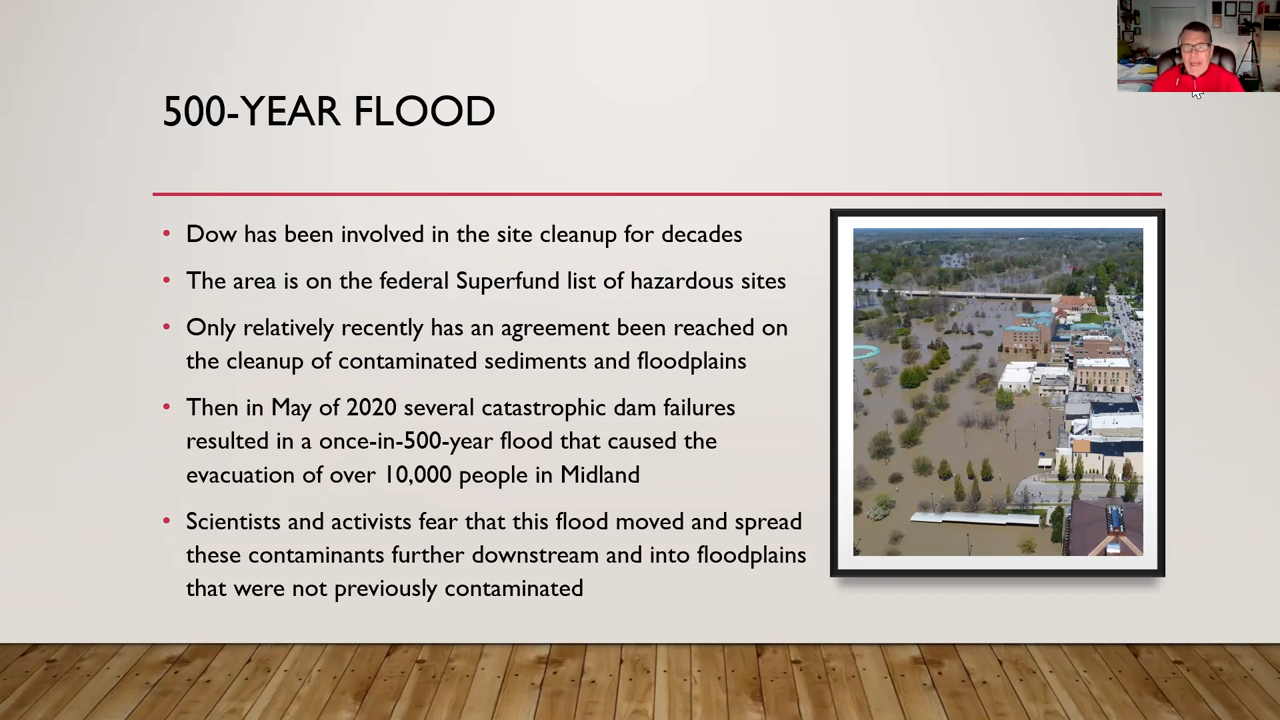 500-YEAR FLOOD
• Dow has been involved in the site cleanup for decades
• The area is on the federal Superfund list of hazardous sites
• Only relatively recently has an agreement been reached on
the cleanup of contaminated sediments and floodplains
• Then in May of 2020 several catastrophic dam failures
resulted in a once-in-500-year flood that caused the
evacuation of over 10,000 people in Midland
• Scientists and activists fear that this flood moved and spread
these contaminants further downstream and into floodplains
that were not previously contaminated